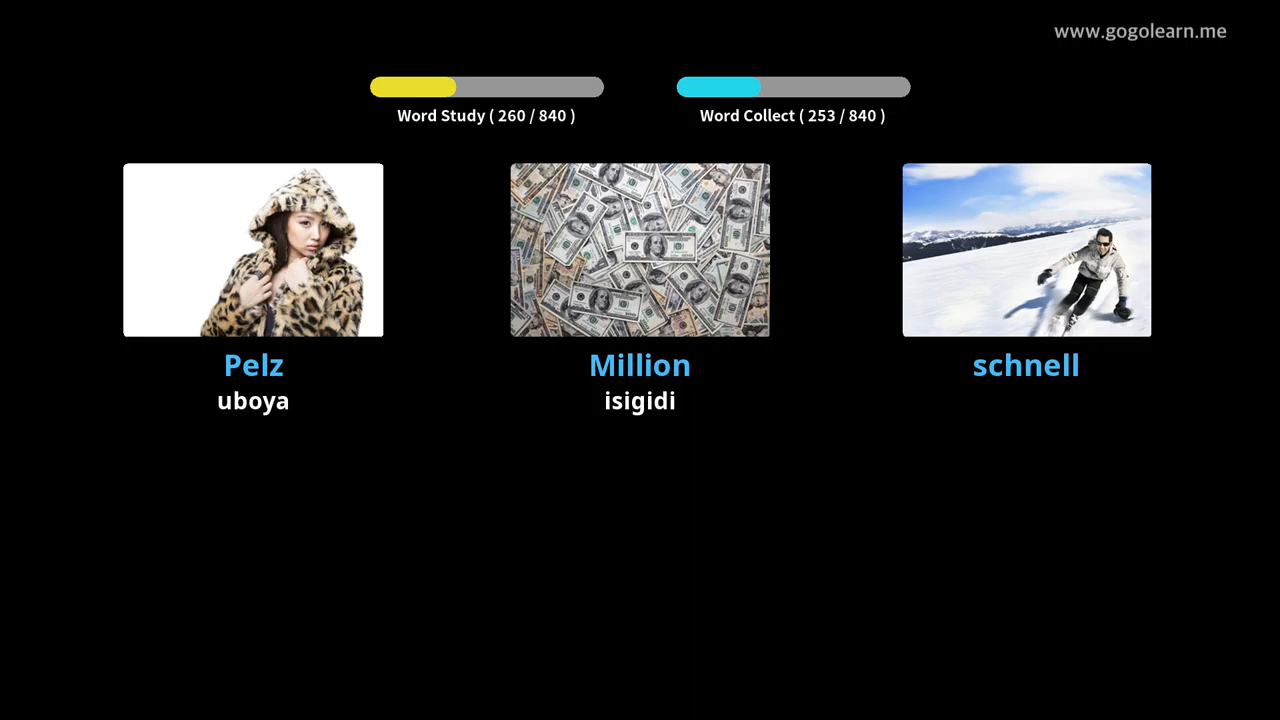 www.gogolearn.me
Word Study ( 260 / 840 )
Word Collect ( 253 / 840 )
Pelz
uboya
Million
isigidi
schnell